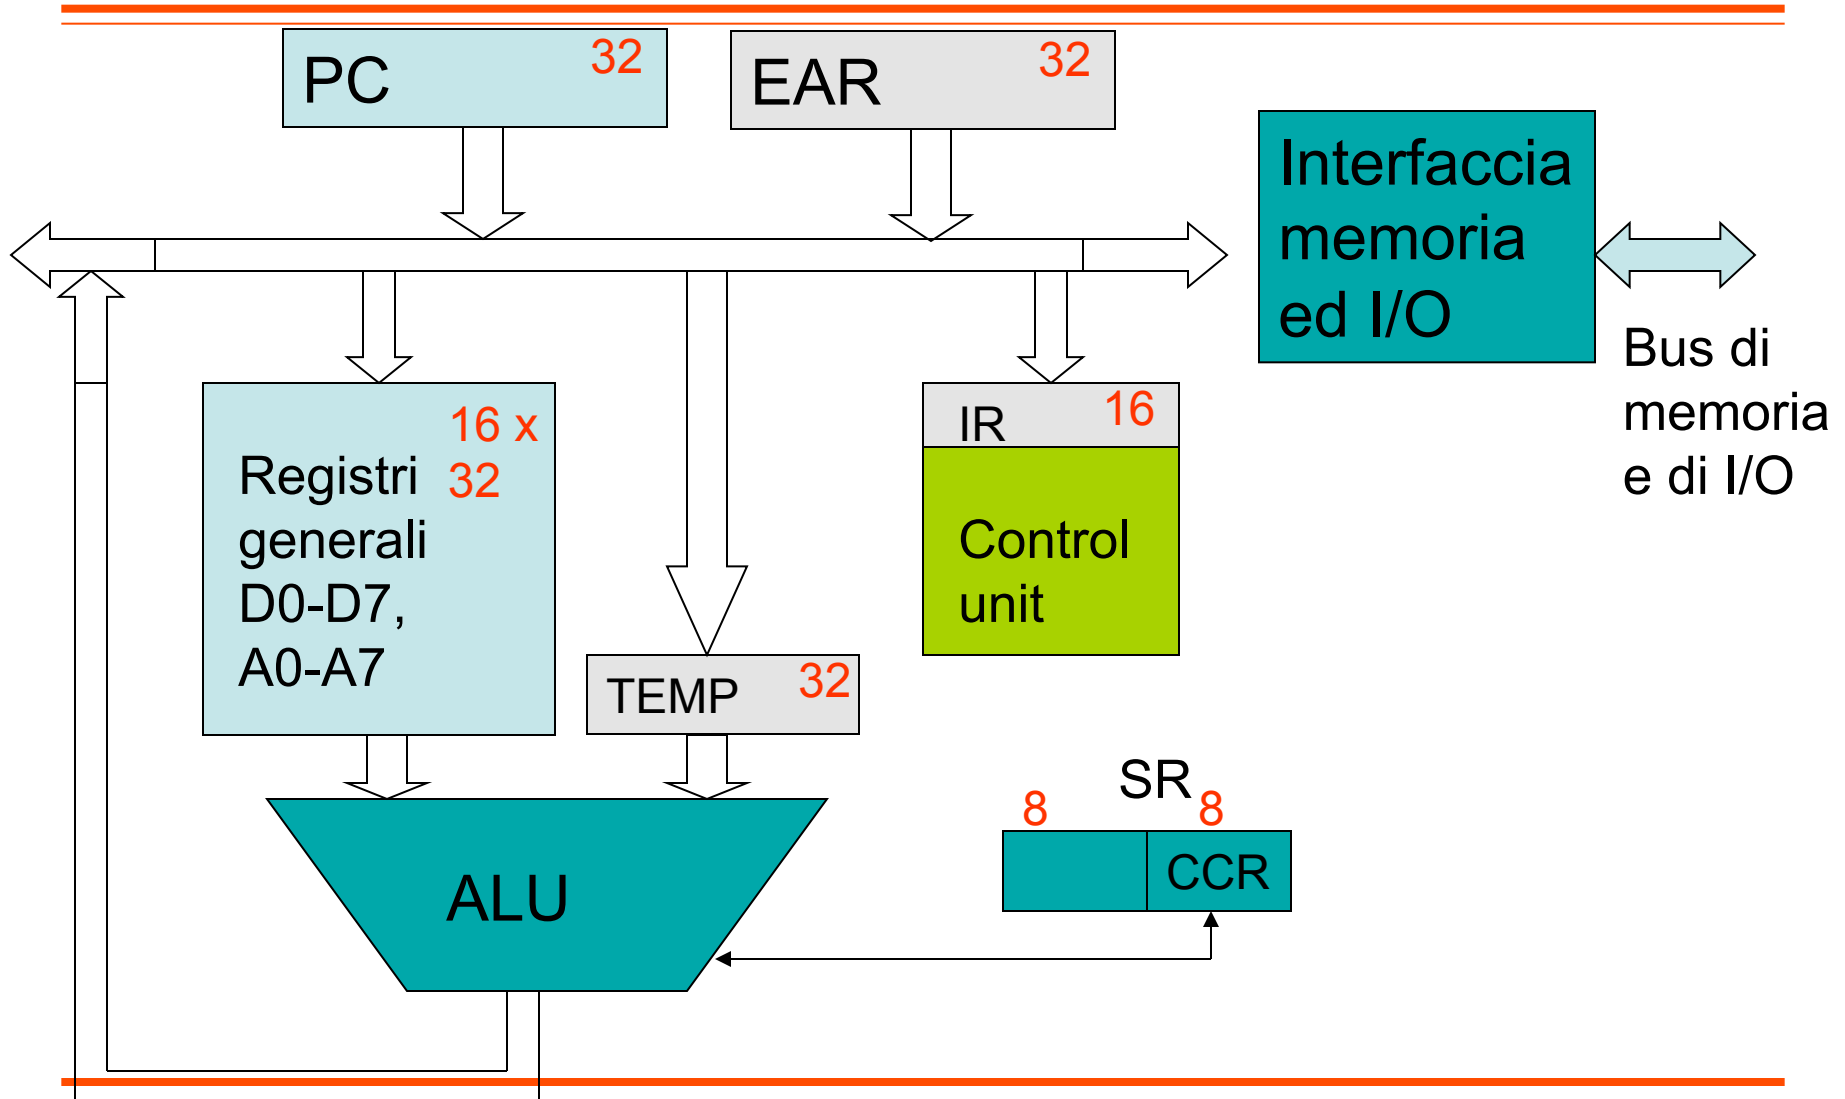 PC 32
EAR 32
Interfaccia
memoria
ed I/O
Bus di
memoria
e di I/O
16 x
32
Registri
generali
D0-D7,
A0-A7
IR 16
Control
unit
TEMP 32
SR
8 8
CCR
ALU